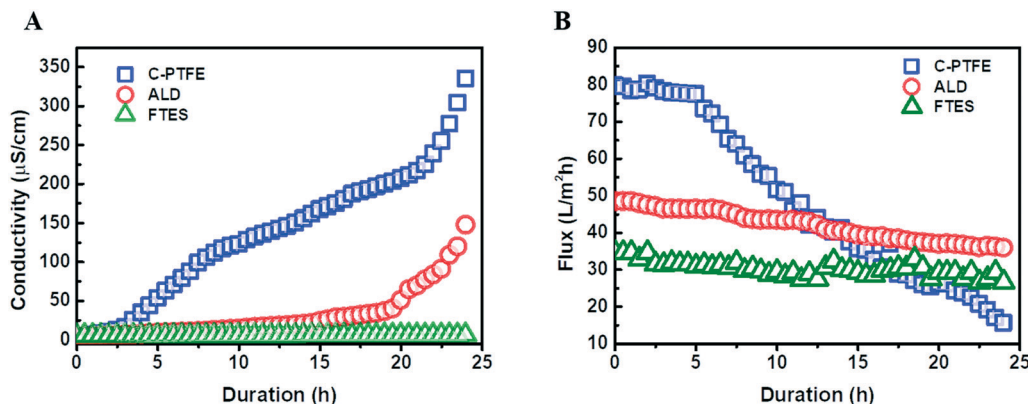 A
Conductivity (μS/cm)
350
300
250
200
150
100
50
0
C-PTFE
ALD
FTES
0 5 10 15 20 25
Duration (h)
B
Flux (L/m²h)
90
80
70
60
50
40
30
20
10
C-PTFE
ALD
FTES
0 5 10 15 20 25
Duration (h)